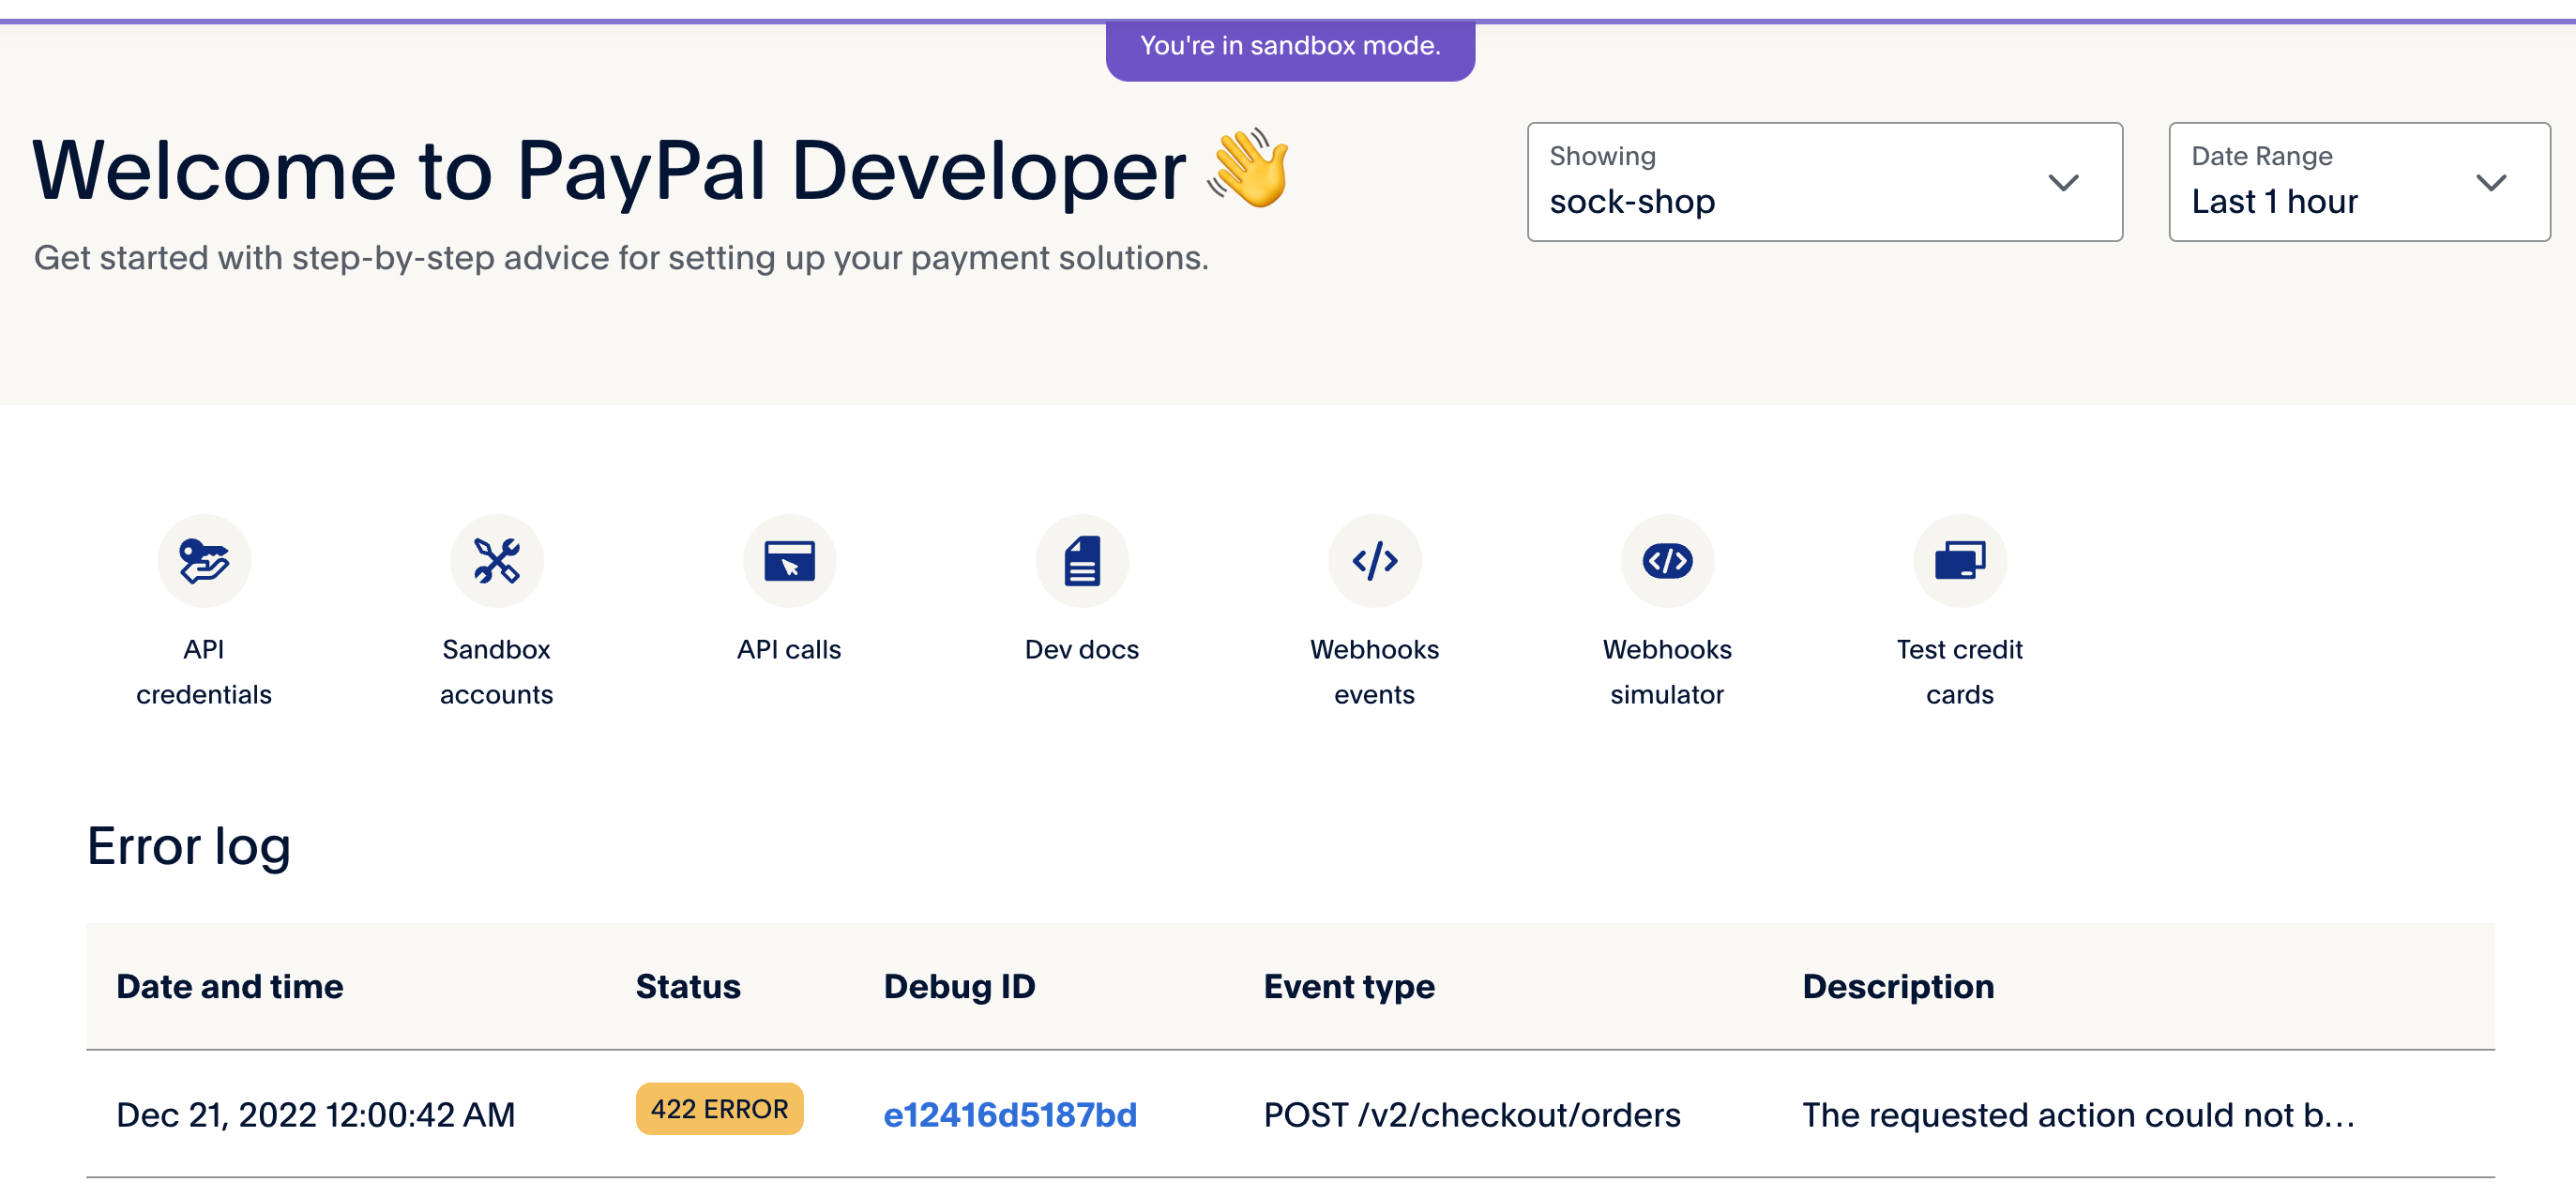 You're in sandbox mode.
Welcome to PayPal Developer 👋
Get started with step-by-step advice for setting up your payment solutions.
Showing
sock-shop
Date Range
Last 1 hour
API
credentials
Sandbox
accounts
API calls
Dev docs
Webhooks
events
Webhooks
simulator
Test credit
cards
Error log
Date and time Status Debug ID Event type Description
Dec 21, 2022 12:00:42 AM 422 ERROR e12416d5187bd POST /v2/checkout/orders The requested action could not b...